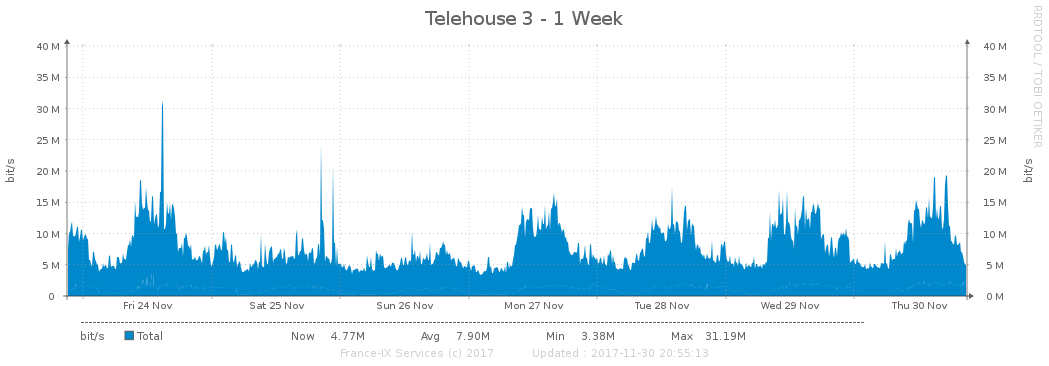 Telehouse 3 - 1 Week
RRDTOOL / TOBI OETIKER
bit/s
40 M 40 M
35 M 35 M
30 M 30 M
25 M 25 M
20 M 20 M
15 M 15 M
10 M 10 M
5 M 5 M
0 0 M
bit/s
Fri 24 Nov Sat 25 Nov Sun 26 Nov Mon 27 Nov Tue 28 Nov Wed 29 Nov Thu 30 Nov
bit/s Total Now 4.77M Avg 7.90M Min 3.38M Max 31.19M
France-IX Services (c) 2017 Updated : 2017-11-30 20:55:13